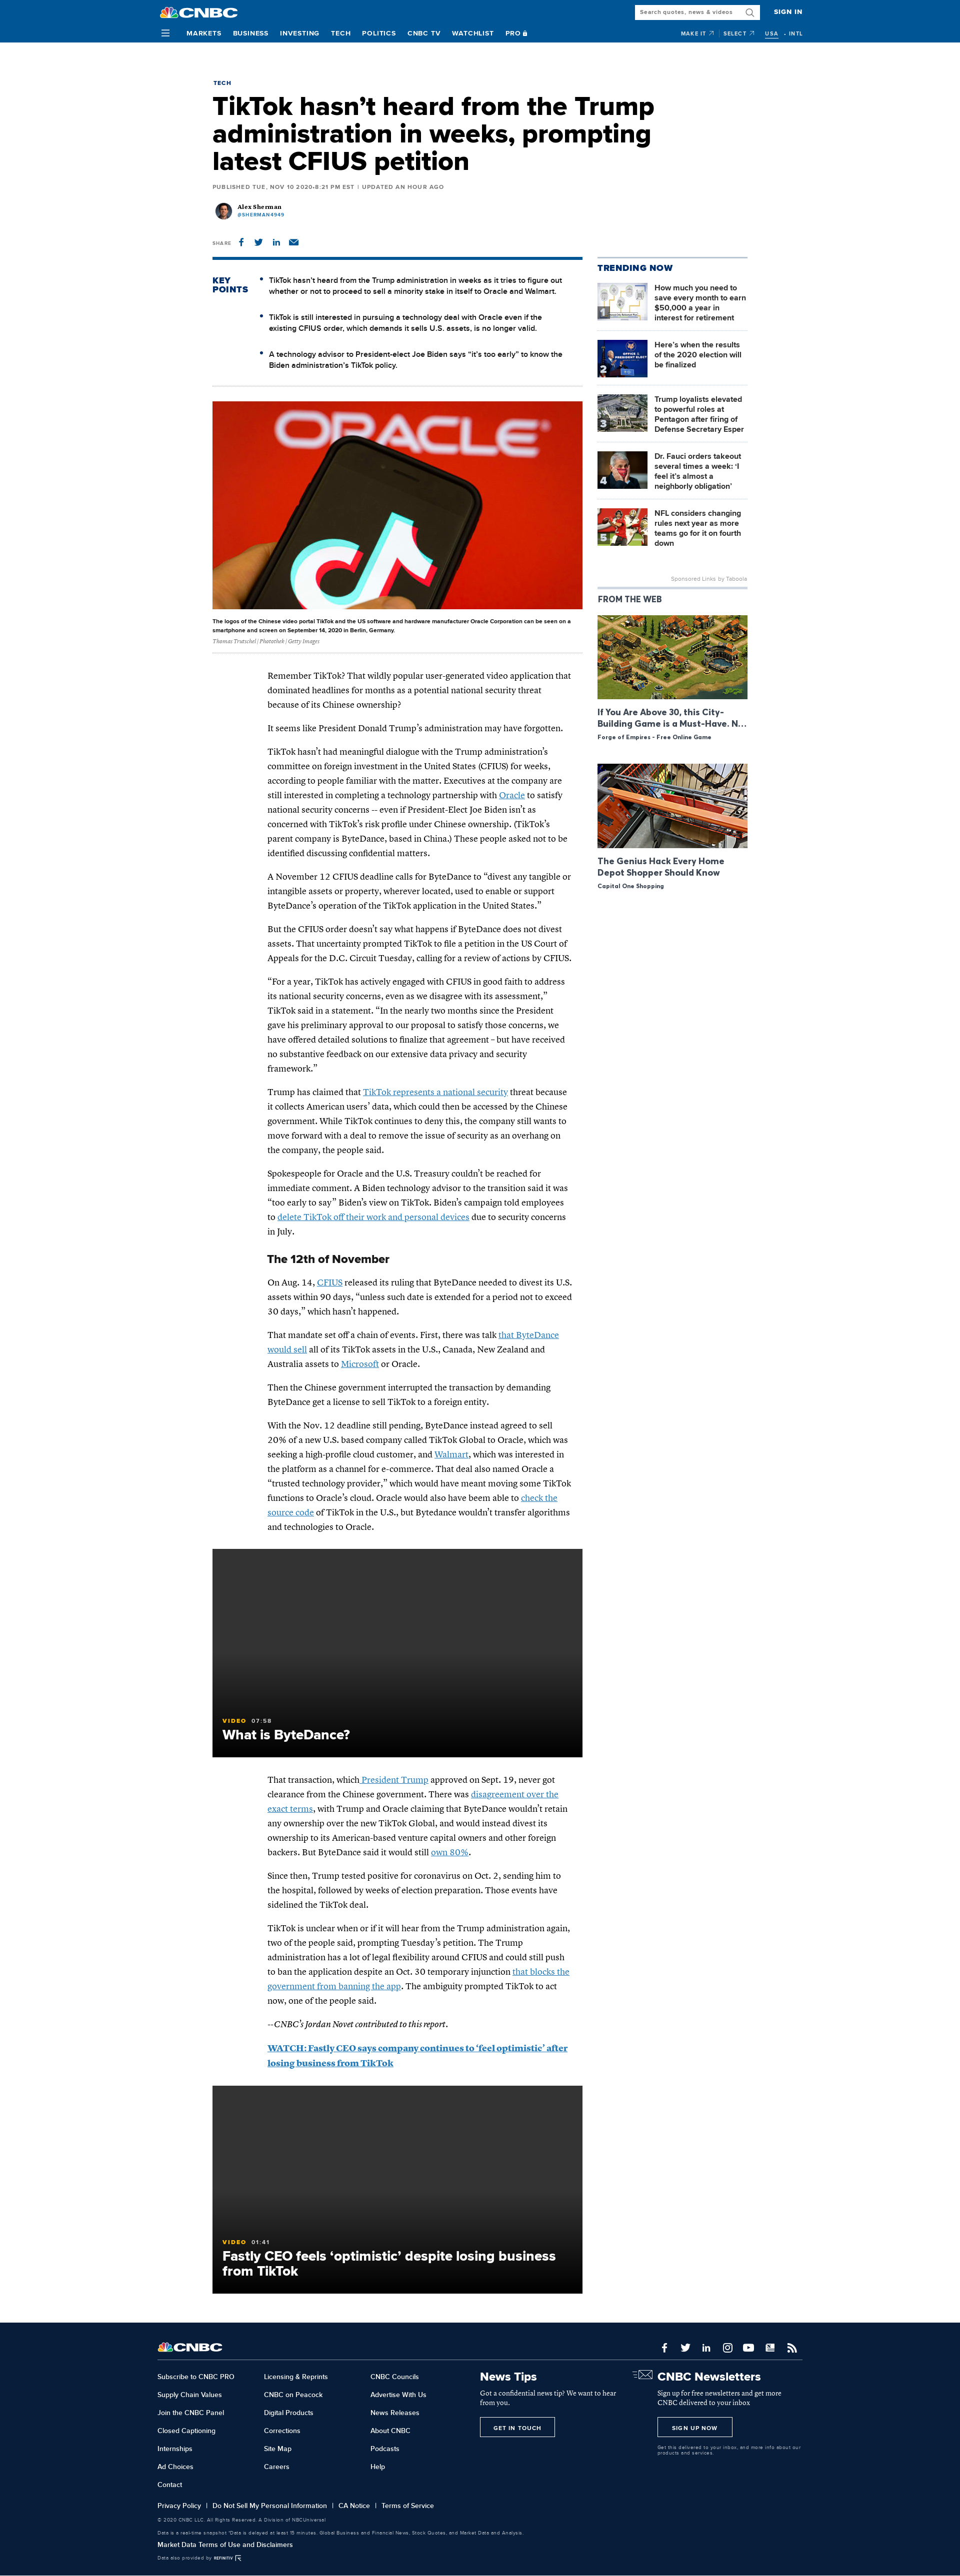 CNBC
Search quotes, news & videos
SIGN IN
MARKETS BUSINESS INVESTING TECH POLITICS CNBC TV WATCHLIST PRO
MAKE IT SELECT USA • INTL
TECH
TikTok hasn’t heard from the Trump
administration in weeks, prompting
latest CFIUS petition
PUBLISHED TUE, NOV 10 2020•8:21 PM EST | UPDATED AN HOUR AGO
Alex Sherman
@SHERMAN4949
SHARE
KEY
POINTS
TikTok hasn’t heard from the Trump administration in weeks as it tries to figure out
whether or not to proceed to sell a minority stake in itself to Oracle and Walmart.
TikTok is still interested in pursuing a technology deal with Oracle even if the
existing CFIUS order, which demands it sells U.S. assets, is no longer valid.
A technology advisor to President-elect Joe Biden says “it’s too early” to know the
Biden administration’s TikTok policy.
ORACLE
The logos of the Chinese video portal TikTok and the US software and hardware manufacturer Oracle Corporation can be seen on a
smartphone and screen on September 14, 2020 in Berlin, Germany.
Thomas Trutschel | Photothek | Getty Images
Remember TikTok? That wildly popular user-generated video application that
dominated headlines for months as a potential national security threat
because of its Chinese ownership?
It seems like President Donald Trump’s administration may have forgotten.
TikTok hasn’t had meaningful dialogue with the Trump administration’s
committee on foreign investment in the United States (CFIUS) for weeks,
according to people familiar with the matter. Executives at the company are
still interested in completing a technology partnership with Oracle to satisfy
national security concerns -- even if President-Elect Joe Biden isn’t as
concerned with TikTok’s risk profile under Chinese ownership. (TikTok’s
parent company is ByteDance, based in China.) These people asked not to be
identified discussing confidential matters.
A November 12 CFIUS deadline calls for ByteDance to “divest any tangible or
intangible assets or property, wherever located, used to enable or support
ByteDance’s operation of the TikTok application in the United States.”
But the CFIUS order doesn’t say what happens if ByteDance does not divest
assets. That uncertainty prompted TikTok to file a petition in the US Court of
Appeals for the D.C. Circuit Tuesday, calling for a review of actions by CFIUS.
“For a year, TikTok has actively engaged with CFIUS in good faith to address
its national security concerns, even as we disagree with its assessment,”
TikTok said in a statement. “In the nearly two months since the President
gave his preliminary approval to our proposal to satisfy those concerns, we
have offered detailed solutions to finalize that agreement – but have received
no substantive feedback on our extensive data privacy and security
framework.”
Trump has claimed that TikTok represents a national security threat because
it collects American users’ data, which could then be accessed by the Chinese
government. While TikTok continues to deny this, the company still wants to
move forward with a deal to remove the issue of security as an overhang on
the company, the people said.
Spokespeople for Oracle and the U.S. Treasury couldn’t be reached for
immediate comment. A Biden technology advisor to the transition said it was
“too early to say” Biden’s view on TikTok. Biden’s campaign told employees
to delete TikTok off their work and personal devices due to security concerns
in July.
The 12th of November
On Aug. 14, CFIUS released its ruling that ByteDance needed to divest its U.S.
assets within 90 days, “unless such date is extended for a period not to exceed
30 days,” which hasn’t happened.
That mandate set off a chain of events. First, there was talk that ByteDance
would sell all of its TikTok assets in the U.S., Canada, New Zealand and
Australia assets to Microsoft or Oracle.
Then the Chinese government interrupted the transaction by demanding
ByteDance get a license to sell TikTok to a foreign entity.
With the Nov. 12 deadline still pending, ByteDance instead agreed to sell
20% of a new U.S. based company called TikTok Global to Oracle, which was
seeking a high-profile cloud customer, and Walmart, which was interested in
the platform as a channel for e-commerce. That deal also named Oracle a
“trusted technology provider,” which would have meant moving some TikTok
functions to Oracle’s cloud. Oracle would also have beem able to check the
source code of TikTok in the U.S., but Bytedance wouldn’t transfer algorithms
and technologies to Oracle.
VIDEO 07:58
What is ByteDance?
That transaction, which President Trump approved on Sept. 19, never got
clearance from the Chinese government. There was disagreement over the
exact terms, with Trump and Oracle claiming that ByteDance wouldn’t retain
any ownership over the new TikTok Global, and would instead divest its
ownership to its American-based venture capital owners and other foreign
backers. But ByteDance said it would still own 80%.
Since then, Trump tested positive for coronavirus on Oct. 2, sending him to
the hospital, followed by weeks of election preparation. Those events have
sidelined the TikTok deal.
TikTok is unclear when or if it will hear from the Trump administration again,
two of the people said, prompting Tuesday’s petition. The Trump
administration has a lot of legal flexibility around CFIUS and could still push
to ban the application despite an Oct. 30 temporary injunction that blocks the
government from banning the app. The ambiguity prompted TikTok to act
now, one of the people said.
--CNBC’s Jordan Novet contributed to this report.
WATCH: Fastly CEO says company continues to ‘feel optimistic’ after
losing business from TikTok
VIDEO 01:41
Fastly CEO feels ‘optimistic’ despite losing business
from TikTok
TRENDING NOW
1
How much you need to
save every month to earn
$50,000 a year in
interest for retirement
2
Here’s when the results
of the 2020 election will
be finalized
3
Trump loyalists elevated
to powerful roles at
Pentagon after firing of
Defense Secretary Esper
4
Dr. Fauci orders takeout
several times a week: ‘I
feel it’s almost a
neighborly obligation’
5
NFL considers changing
rules next year as more
teams go for it on fourth
down
Sponsored Links by Taboola
FROM THE WEB
If You Are Above 30, this City-
Building Game is a Must-Have. N…
Forge of Empires - Free Online Game
The Genius Hack Every Home
Depot Shopper Should Know
Capital One Shopping
CNBC
Subscribe to CNBC PRO
Supply Chain Values
Join the CNBC Panel
Closed Captioning
Internships
Ad Choices
Contact
Licensing & Reprints
CNBC on Peacock
Digital Products
Corrections
Site Map
Careers
CNBC Councils
Advertise With Us
News Releases
About CNBC
Podcasts
Help
News Tips
Got a confidential news tip? We want to hear
from you.
GET IN TOUCH
CNBC Newsletters
Sign up for free newsletters and get more
CNBC delivered to your inbox
SIGN UP NOW
Get this delivered to your inbox, and more info about our
products and services.
Privacy Policy | Do Not Sell My Personal Information | CA Notice | Terms of Service
© 2020 CNBC LLC. All Rights Reserved. A Division of NBCUniversal
Data is a real-time snapshot *Data is delayed at least 15 minutes. Global Business and Financial News, Stock Quotes, and Market Data and Analysis.
Market Data Terms of Use and Disclaimers
Data also provided by REFINITIV